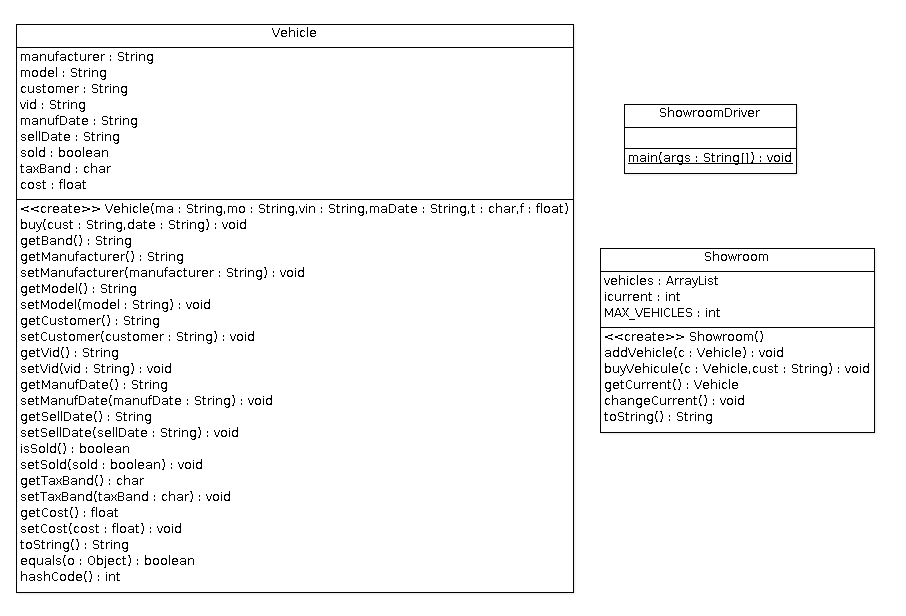 Vehicle
manufacturer : String
model : String
customer : String
vid : String
manufDate : String
sellDate : String
sold : boolean
taxBand : char
cost : float
<<create>> Vehicle(ma : String,mo : String,vin : String,maDate : String,t : char,f : float)
buy(cust : String,date : String) : void
getBand() : String
getManufacturer() : String
setManufacturer(manufacturer : String) : void
getModel() : String
setModel(model : String) : void
getCustomer() : String
setCustomer(customer : String) : void
getVid() : String
setVid(vid : String) : void
getManufDate() : String
setManufDate(manufDate : String) : void
getSellDate() : String
setSellDate(sellDate : String) : void
isSold() : boolean
setSold(sold : boolean) : void
getTaxBand() : char
setTaxBand(taxBand : char) : void
getCost() : float
setCost(cost : float) : void
toString() : String
equals(o : Object) : boolean
hashCode() : int
ShowroomDriver
main(args : String[]) : void
Showroom
vehicles : ArrayList
icurrent : int
MAX_VEHICLES : int
<<create>> Showroom()
addVehicle(c : Vehicle) : void
buyVehicule(c : Vehicle,cust : String) : void
getCurrent() : Vehicle
changeCurrent() : void
toString() : String